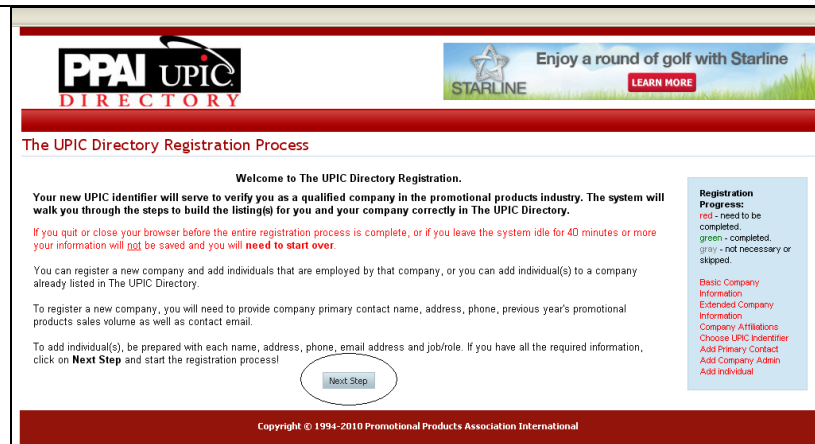 PPAI UPIC
DIRECTORY
STARLINE
Enjoy a round of golf with Starline
LEARN MORE
The UPIC Directory Registration Process
Welcome to The UPIC Directory Registration.
Your new UPIC identifier will serve to verify you as a qualified company in the promotional products industry. The system will
walk you through the steps to build the listing(s) for you and your company correctly in The UPIC Directory.
If you quit or close your browser before the entire registration process is complete, or if you leave the system idle for 40 minutes or more
your information will not be saved and you will need to start over.
You can register a new company and add individuals that are employed by that company, or you can add individual(s) to a company
already listed in The UPIC Directory.
To register a new company, you will need to provide company primary contact name, address, phone, previous year's promotional
products sales volume as well as contact email.
To add individual(s), be prepared with each name, address, phone, email address and job/role. If you have all the required information,
click on Next Step and start the registration process!
Next Step
Registration
Progress:
red - need to be
completed.
green - completed.
gray - not necessary or
skipped.
Basic Company
Information
Extended Company
Information
Company Affiliations
Choose UPIC Indentifier
Add Primary Contact
Add Company Admin
Add individual
Copyright © 1994-2010 Promotional Products Association International